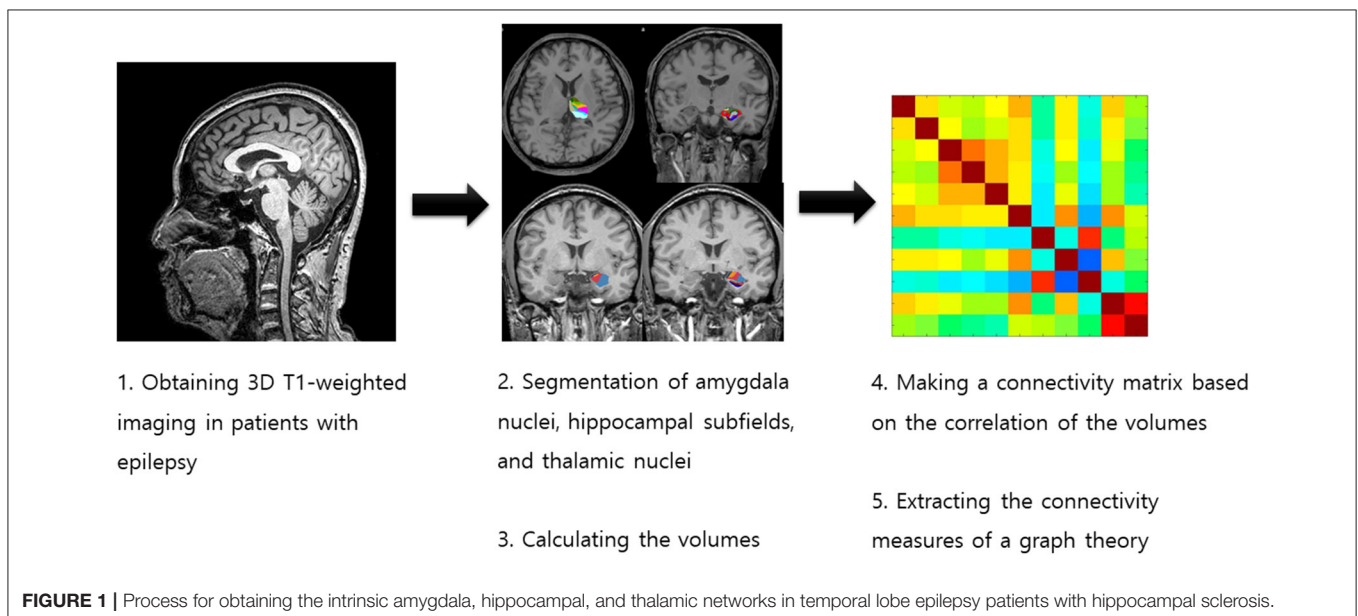 1. Obtaining 3D T1-weighted
imaging in patients with
epilepsy
2. Segmentation of amygdala
nuclei, hippocampal subfields,
and thalamic nuclei
3. Calculating the volumes
4. Making a connectivity matrix based
on the correlation of the volumes
5. Extracting the connectivity
measures of a graph theory
FIGURE 1 | Process for obtaining the intrinsic amygdala, hippocampal, and thalamic networks in temporal lobe epilepsy patients with hippocampal sclerosis.